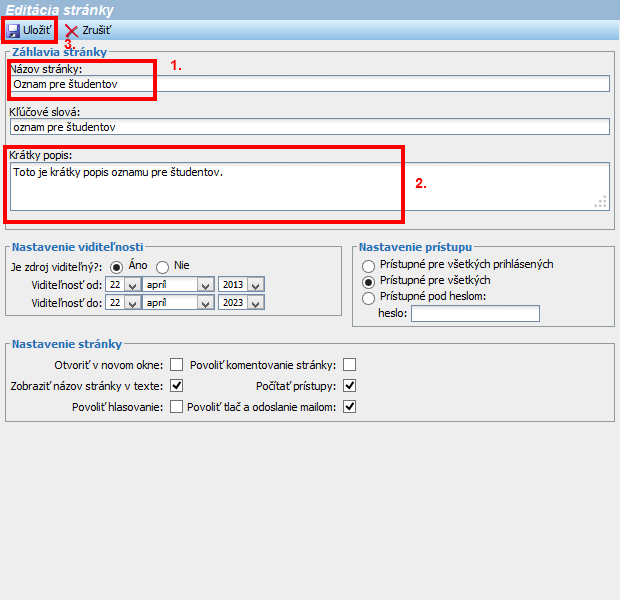 Editácia stránky
Uložiť Zrušiť
3.
Záhlavia stránky
1.
Názov stránky:
Oznam pre študentov
Kľúčové slová:
oznam pre študentov
Krátky popis:
Toto je krátky popis oznamu pre študentov.
2.
Nastavenie viditeľnosti
Je zdroj viditeľný?: Áno Nie
Viditeľnosť od: 22 apríl 2013
Viditeľnosť do: 22 apríl 2023
Nastavenie prístupu
Prístupné pre všetkých prihlásených
Prístupné pre všetkých
Prístupné pod heslom:
heslo:
Nastavenie stránky
Otvoriť v novom okne: Povoliť komentovanie stránky:
Zobraziť názov stránky v texte: Počítať prístupy:
Povoliť hlasovanie: Povoliť tlač a odoslanie mailom: